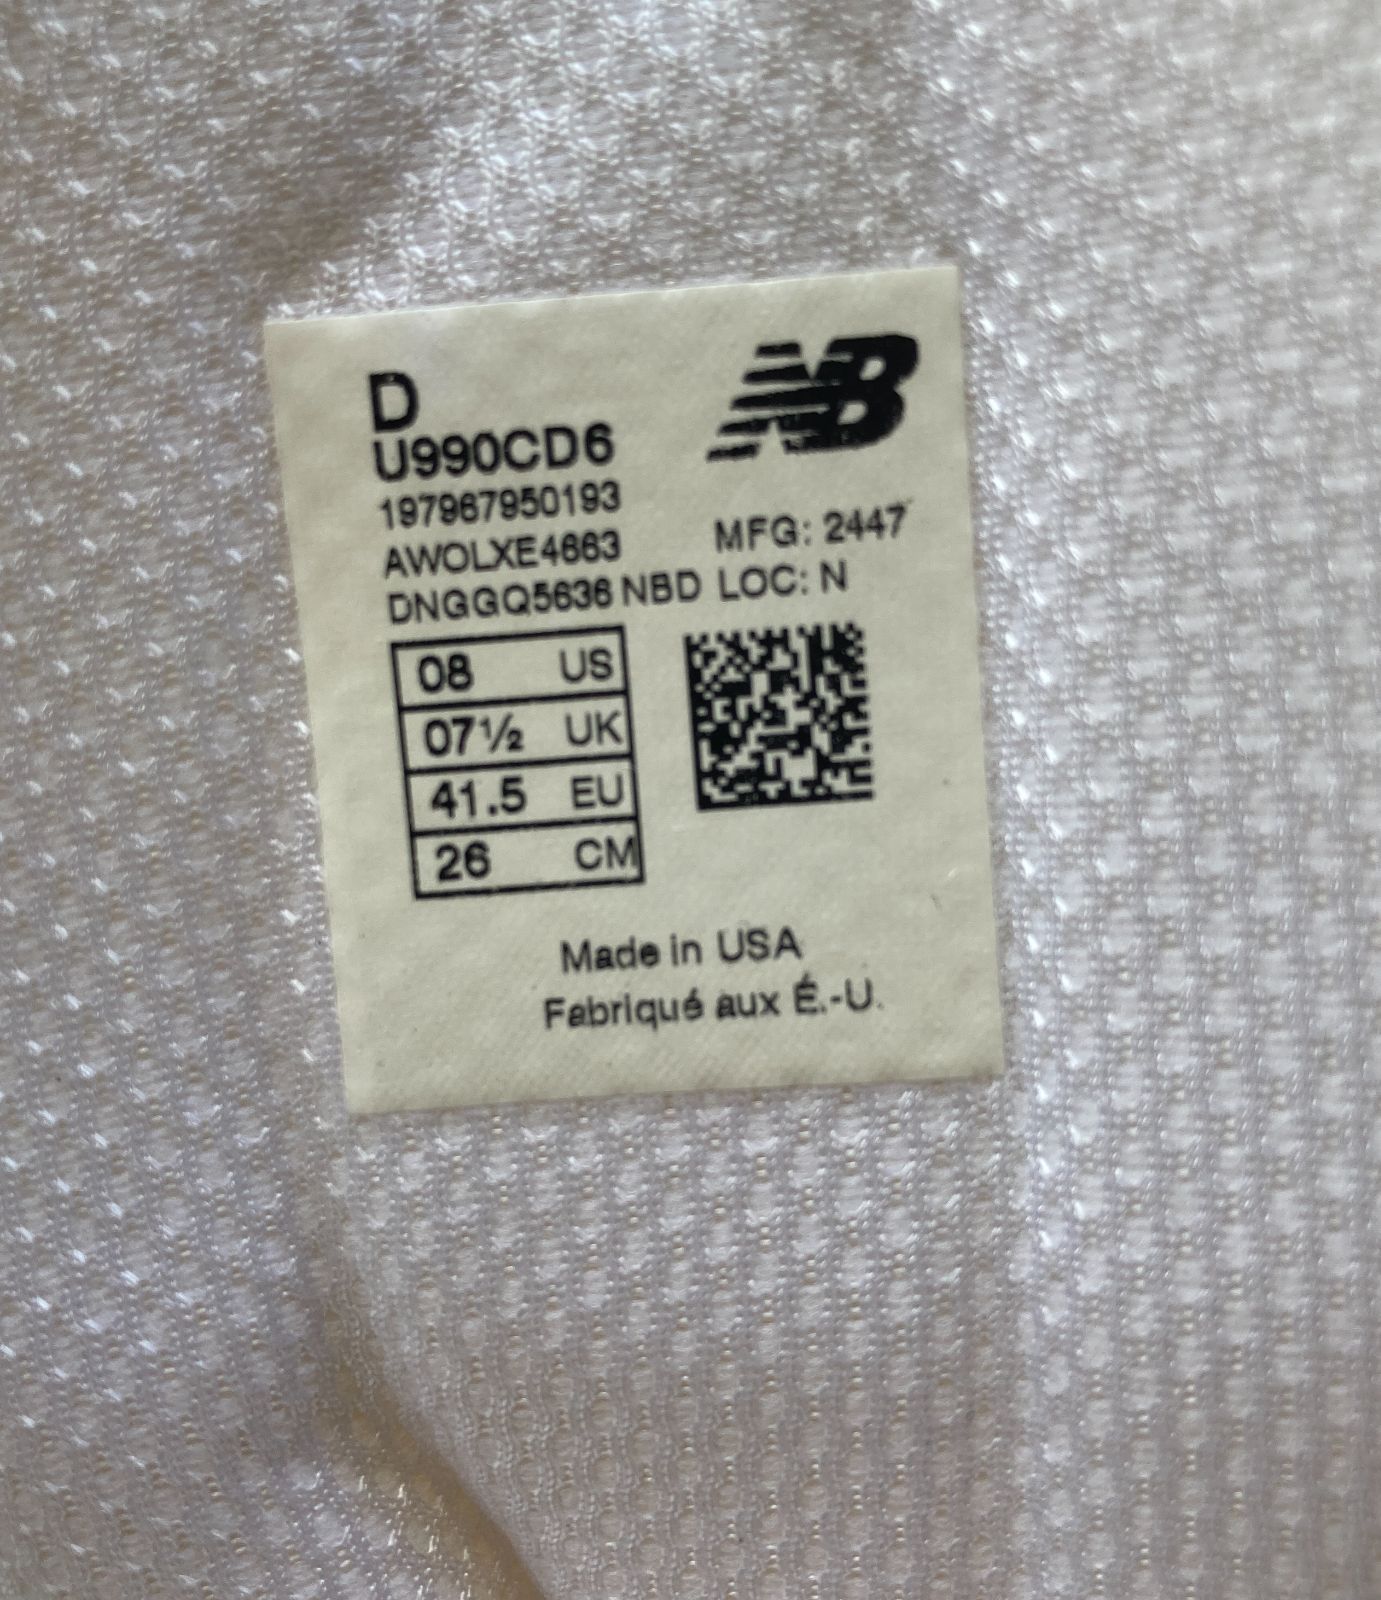 D
NB
U990CD6
197967950193
AWOLXE4663 MFG: 2447
DNGGQ5636 NBD LOC: N
08 US
07½ UK
41.5 EU
26 CM
Made in USA
Fabriqué aux É.-U.